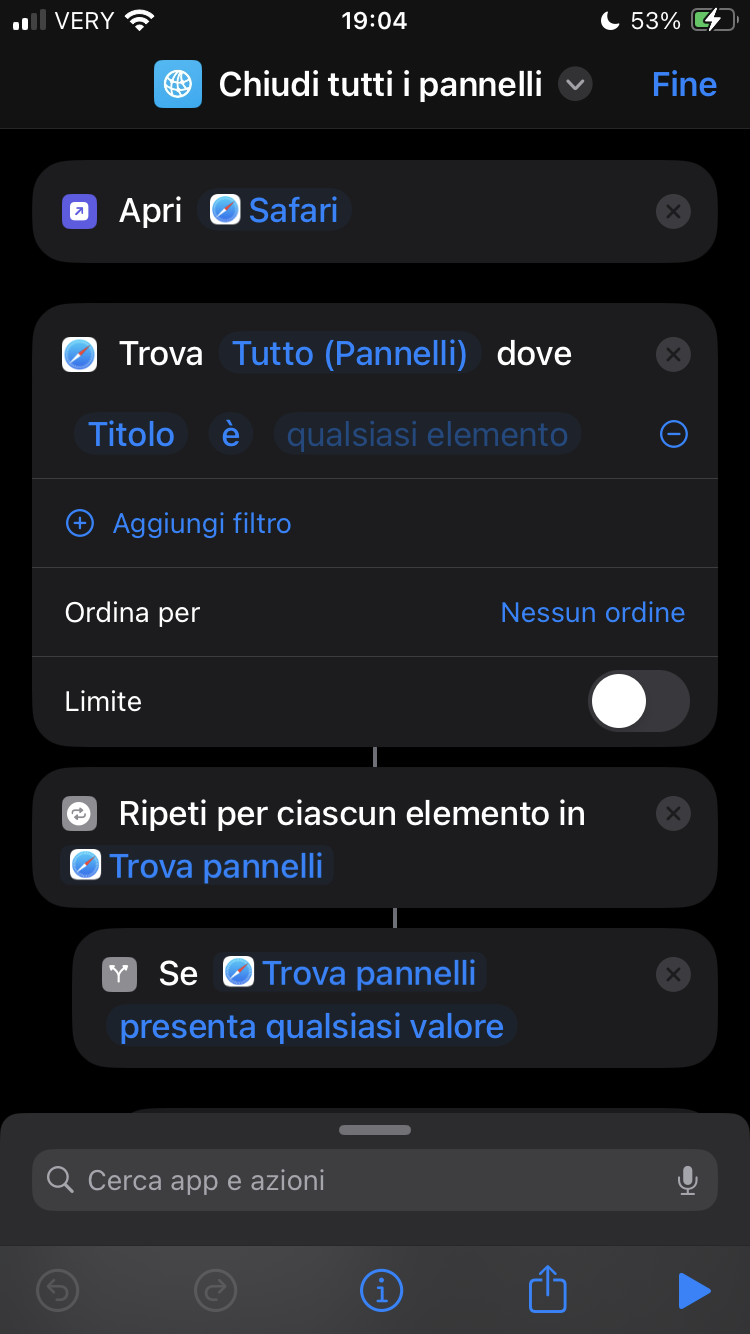 VERY 19:04 53%
Chiudi tutti i pannelli Fine
Apri Safari
Trova Tutto (Pannelli) dove
Titolo è qualsiasi elemento
Aggiungi filtro
Ordina per Nessun ordine
Limite
Ripeti per ciascun elemento in
Trova pannelli
Se Trova pannelli
presenta qualsiasi valore
Cerca app e azioni